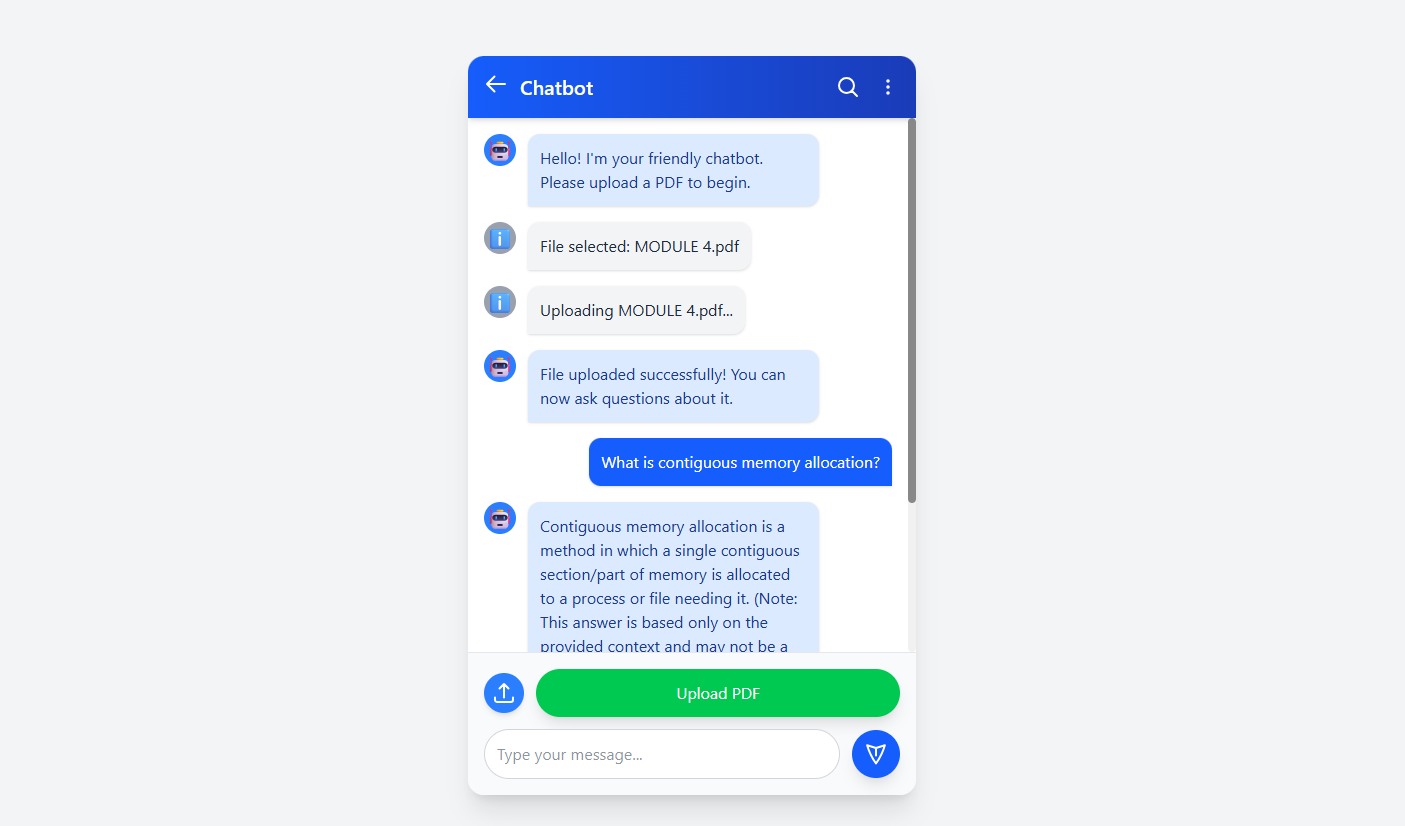 Chatbot
Hello! I'm your friendly chatbot.
Please upload a PDF to begin.
File selected: MODULE 4.pdf
Uploading MODULE 4.pdf...
File uploaded successfully! You can
now ask questions about it.
What is contiguous memory allocation?
Contiguous memory allocation is a
method in which a single contiguous
section/part of memory is allocated
to a process or file needing it. (Note:
This answer is based only on the
provided context and may not be a
Upload PDF
Type your message...